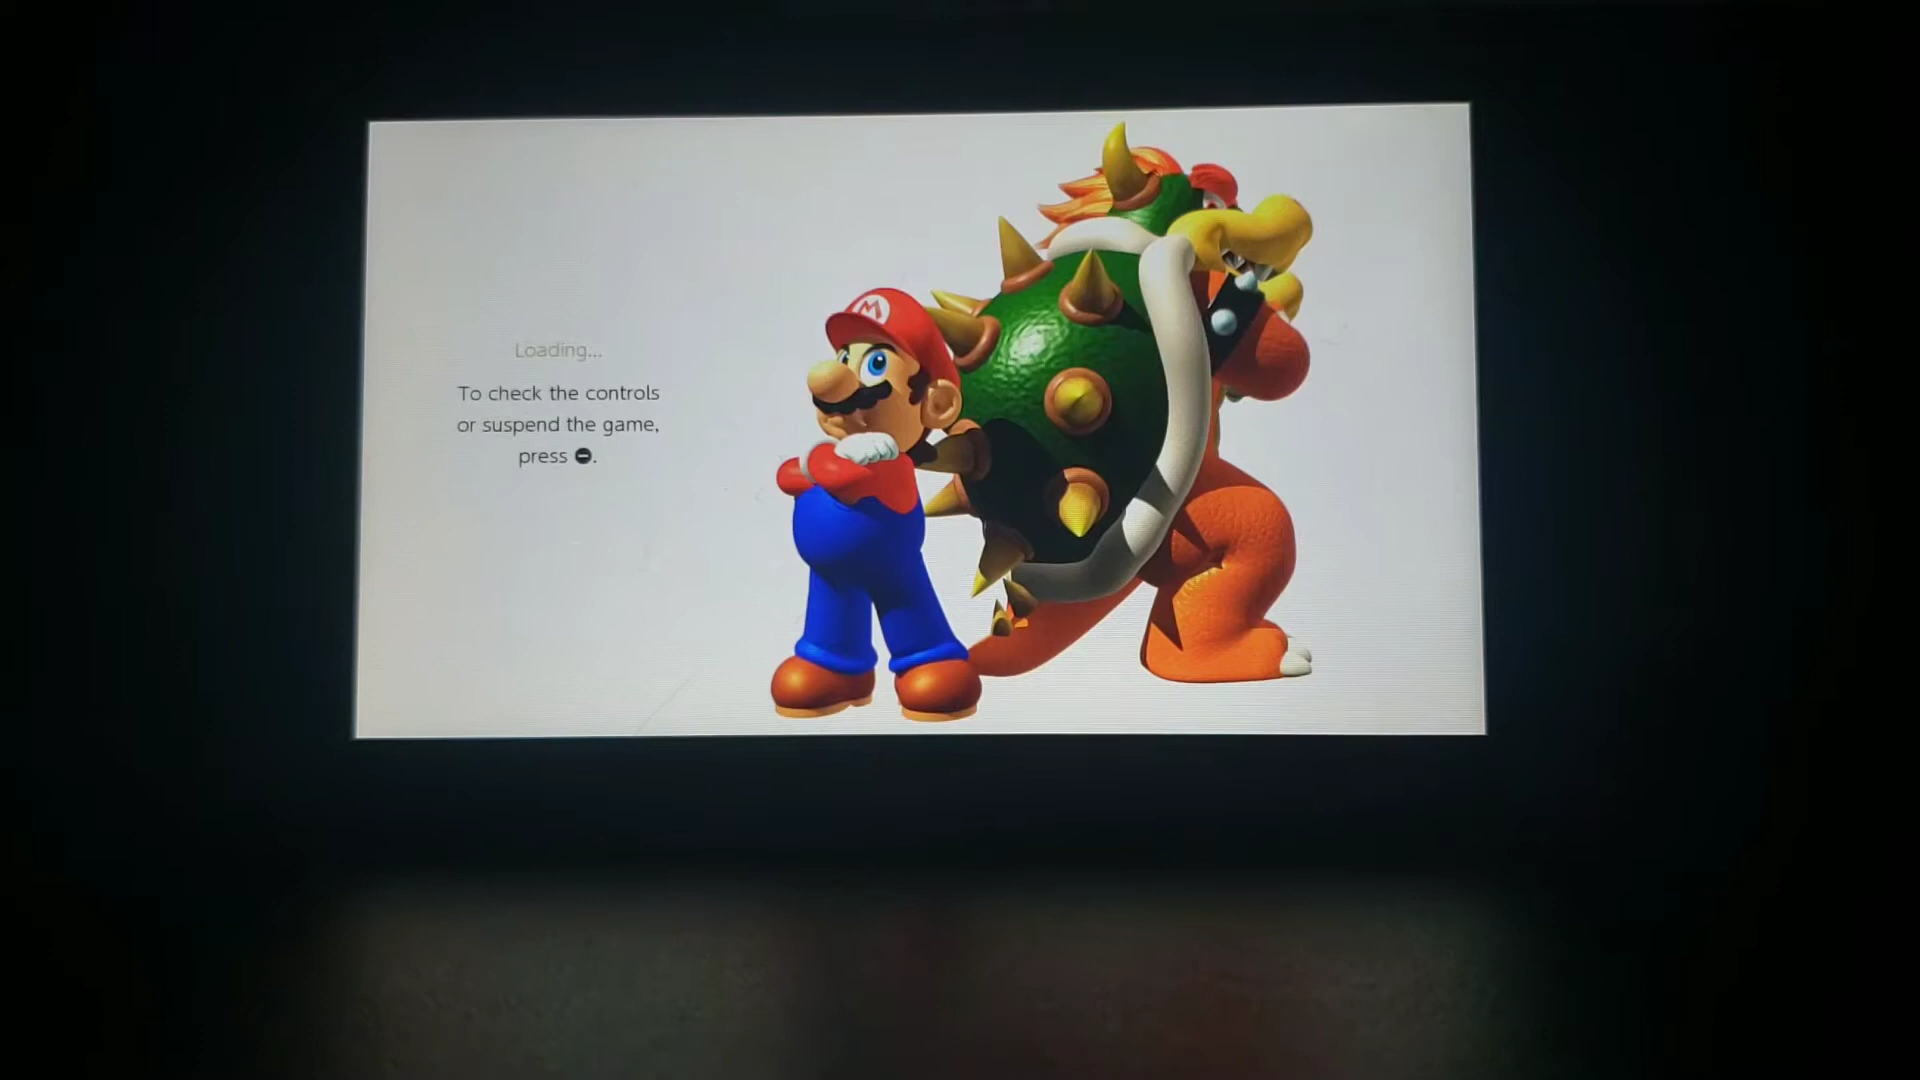 Loading...
To check the controls
or suspend the game,
press ⊖.
M